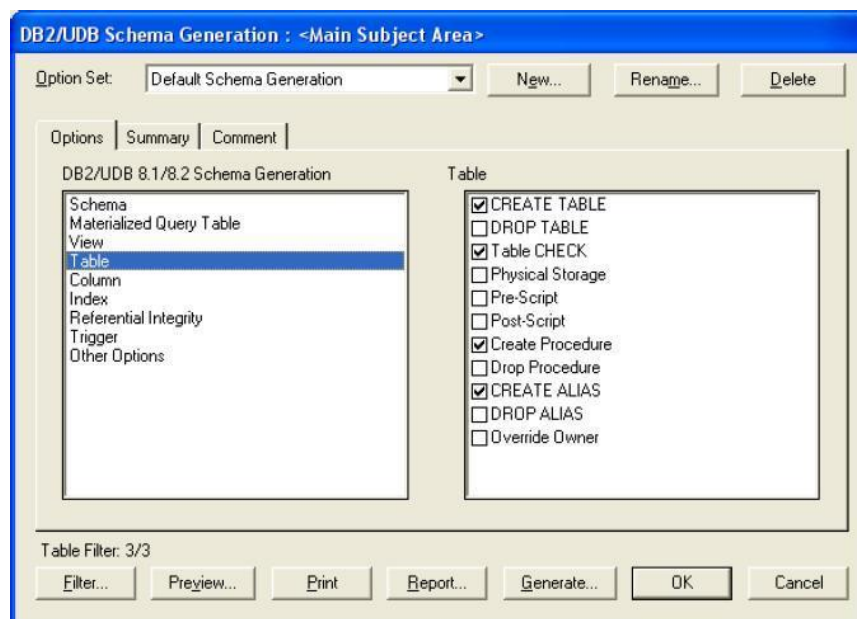 DB2/UDB Schema Generation : <Main Subject Area>
Option Set: Default Schema Generation New... Rename... Delete
Options Summary Comment
DB2/UDB 8.1/8.2 Schema Generation
Schema
Materialized Query Table
View
Table
Column
Index
Referential Integrity
Trigger
Other Options
Table
CREATE TABLE
DROP TABLE
Table CHECK
Physical Storage
Pre-Script
Post-Script
Create Procedure
Drop Procedure
CREATE ALIAS
DROP ALIAS
Override Owner
Table Filter: 3/3
Filter... Preview... Print Report... Generate... OK Cancel